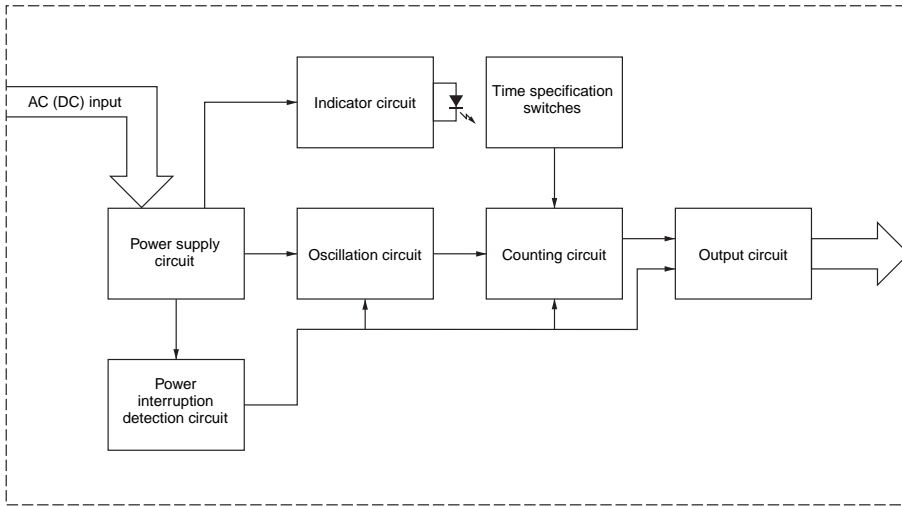 AC (DC) input
Indicator circuit
Time specification
switches
Power supply
circuit
Oscillation circuit
Counting circuit
Output circuit
Power
interruption
detection circuit